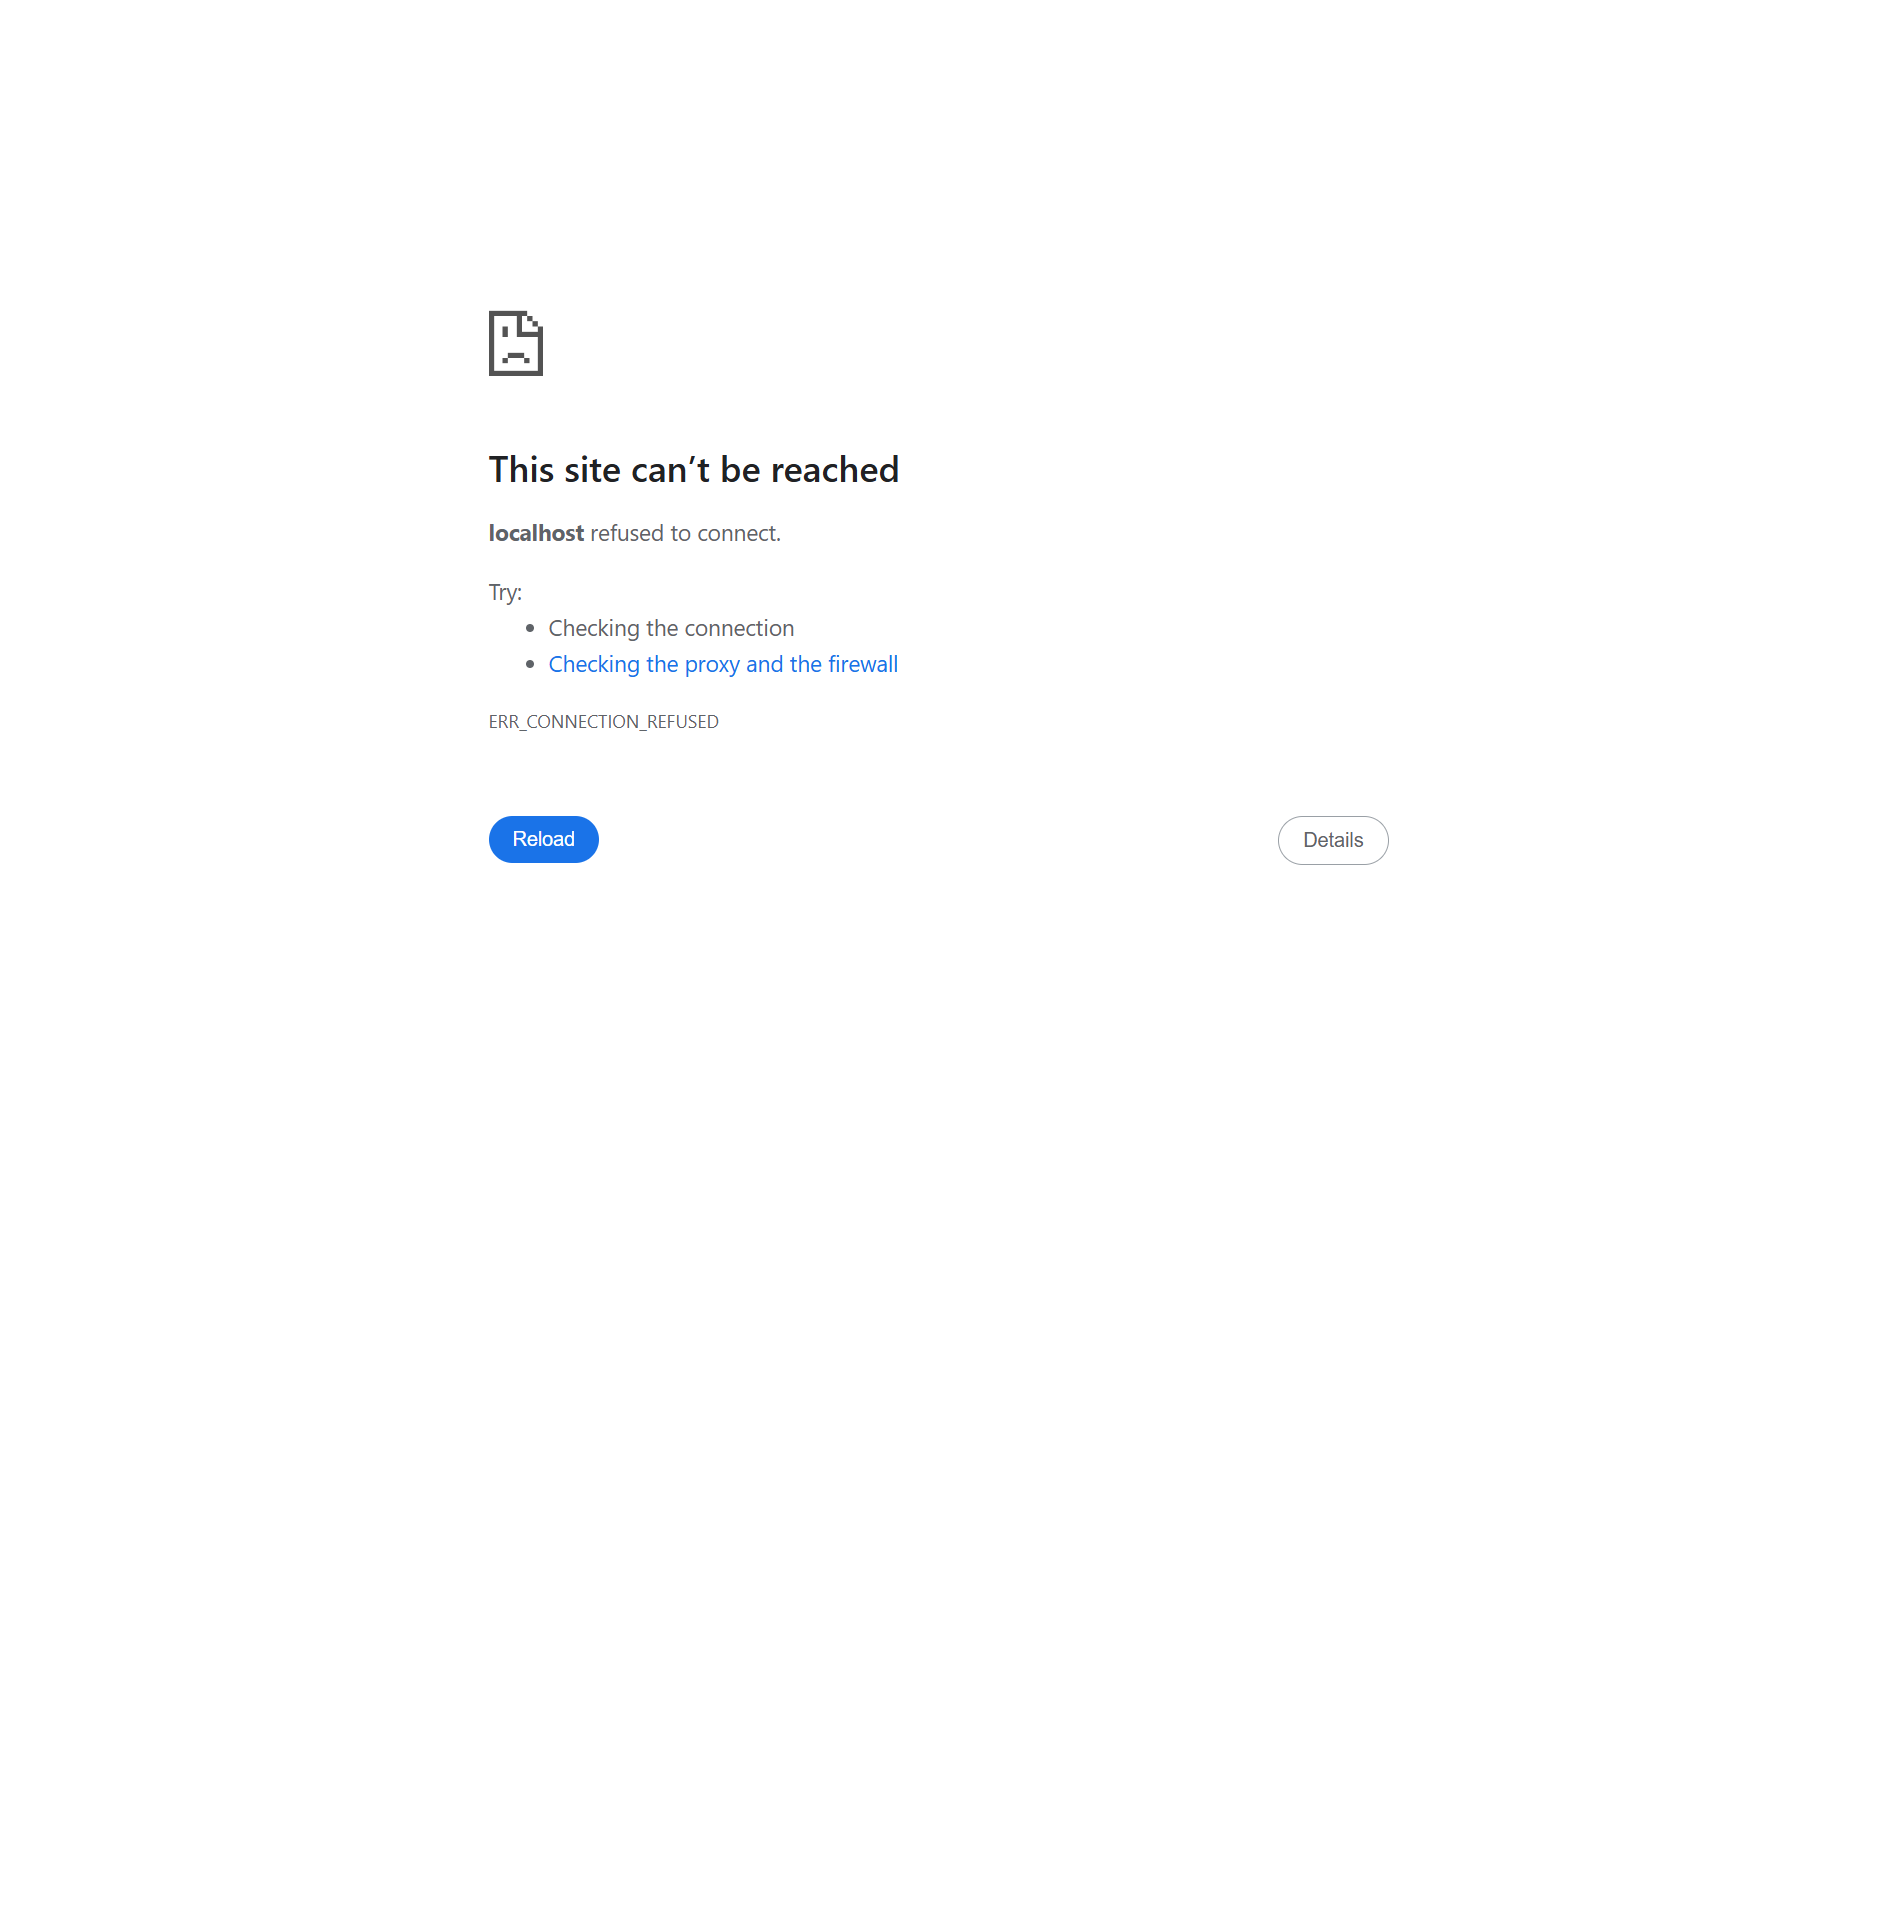 This site can’t be reached
localhost refused to connect.
Try:
Checking the connection
Checking the proxy and the firewall
ERR_CONNECTION_REFUSED
Reload
Details